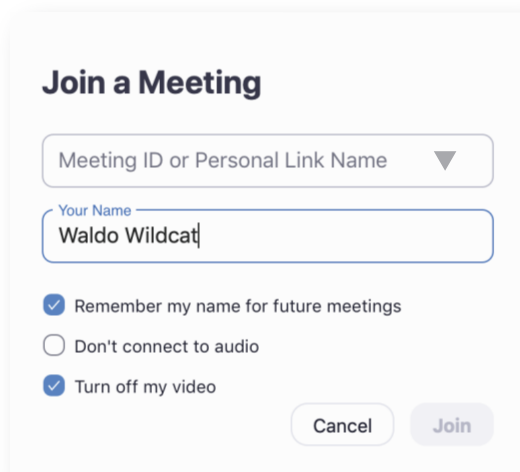 Join a Meeting
Meeting ID or Personal Link Name
Your Name
Waldo Wildcat
Remember my name for future meetings
Don't connect to audio
Turn off my video
Cancel Join